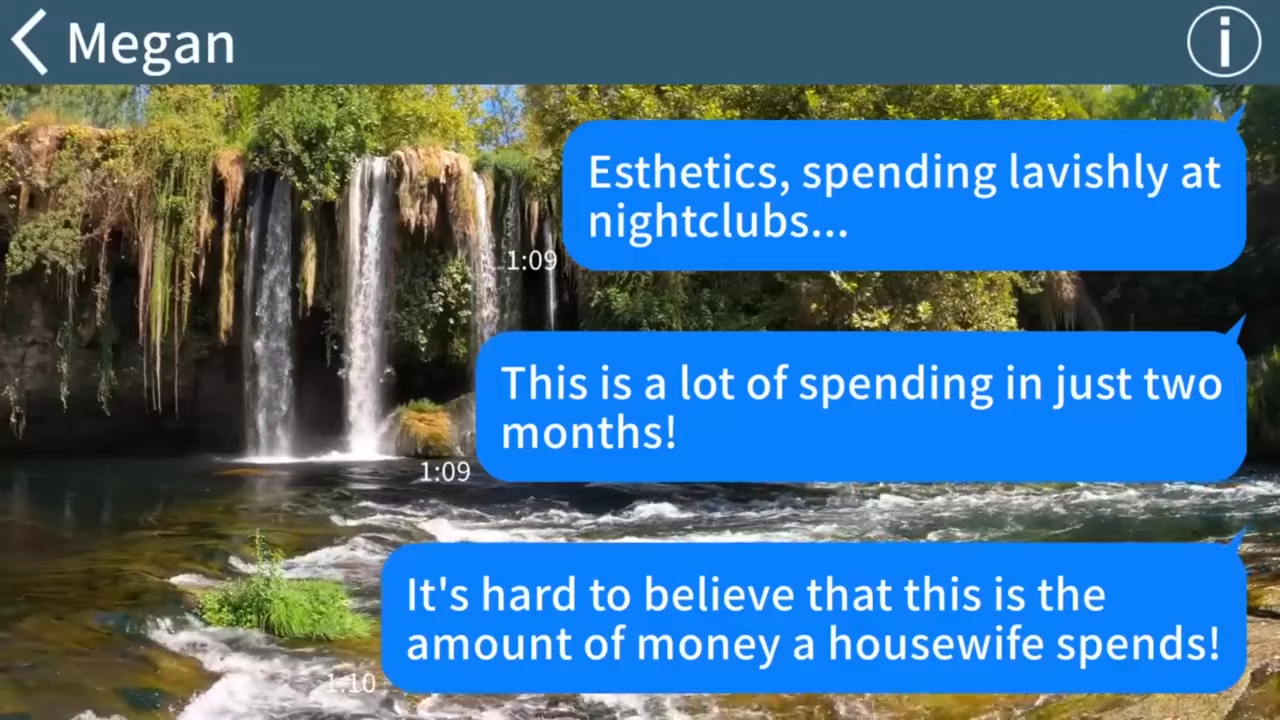 Megan
i
Esthetics, spending lavishly at
nightclubs...
1:09
This is a lot of spending in just two
months!
1:09
It's hard to believe that this is the
amount of money a housewife spends!
1:10